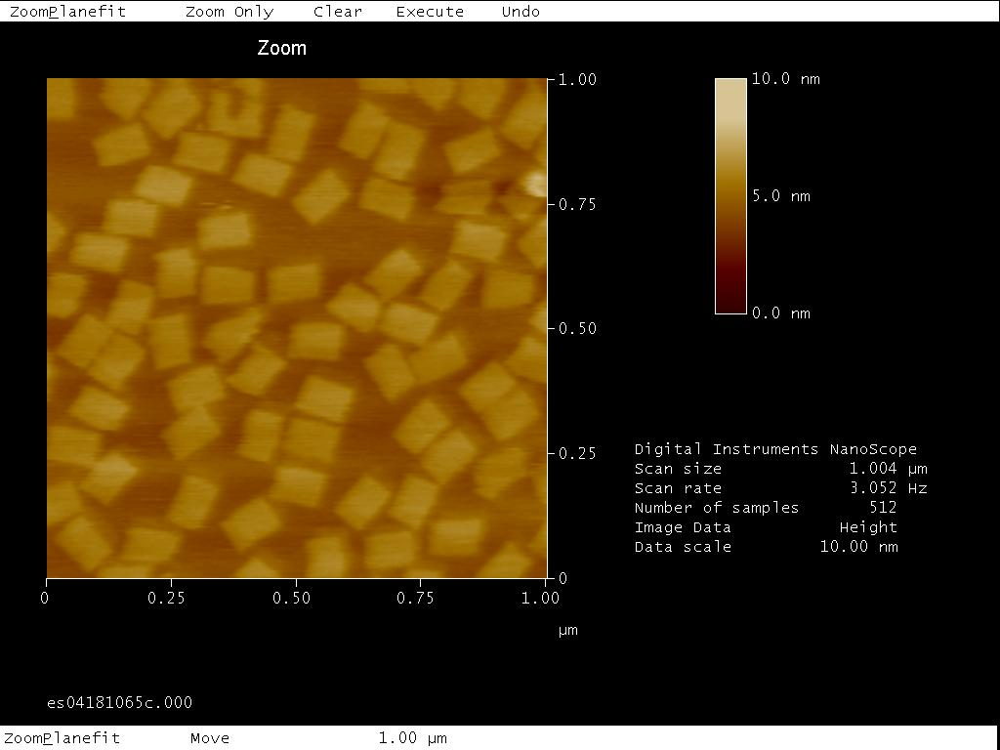 ZoomPlanefit Zoom Only Clear Execute Undo
Zoom
1.00
0.75
0.50
0.25
0
0 0.25 0.50 0.75 1.00
µm
10.0 nm
5.0 nm
0.0 nm
Digital Instruments NanoScope
Scan size 1.004 µm
Scan rate 3.052 Hz
Number of samples 512
Image Data Height
Data scale 10.00 nm
es04181065c.000
ZoomPlanefit Move 1.00 µm